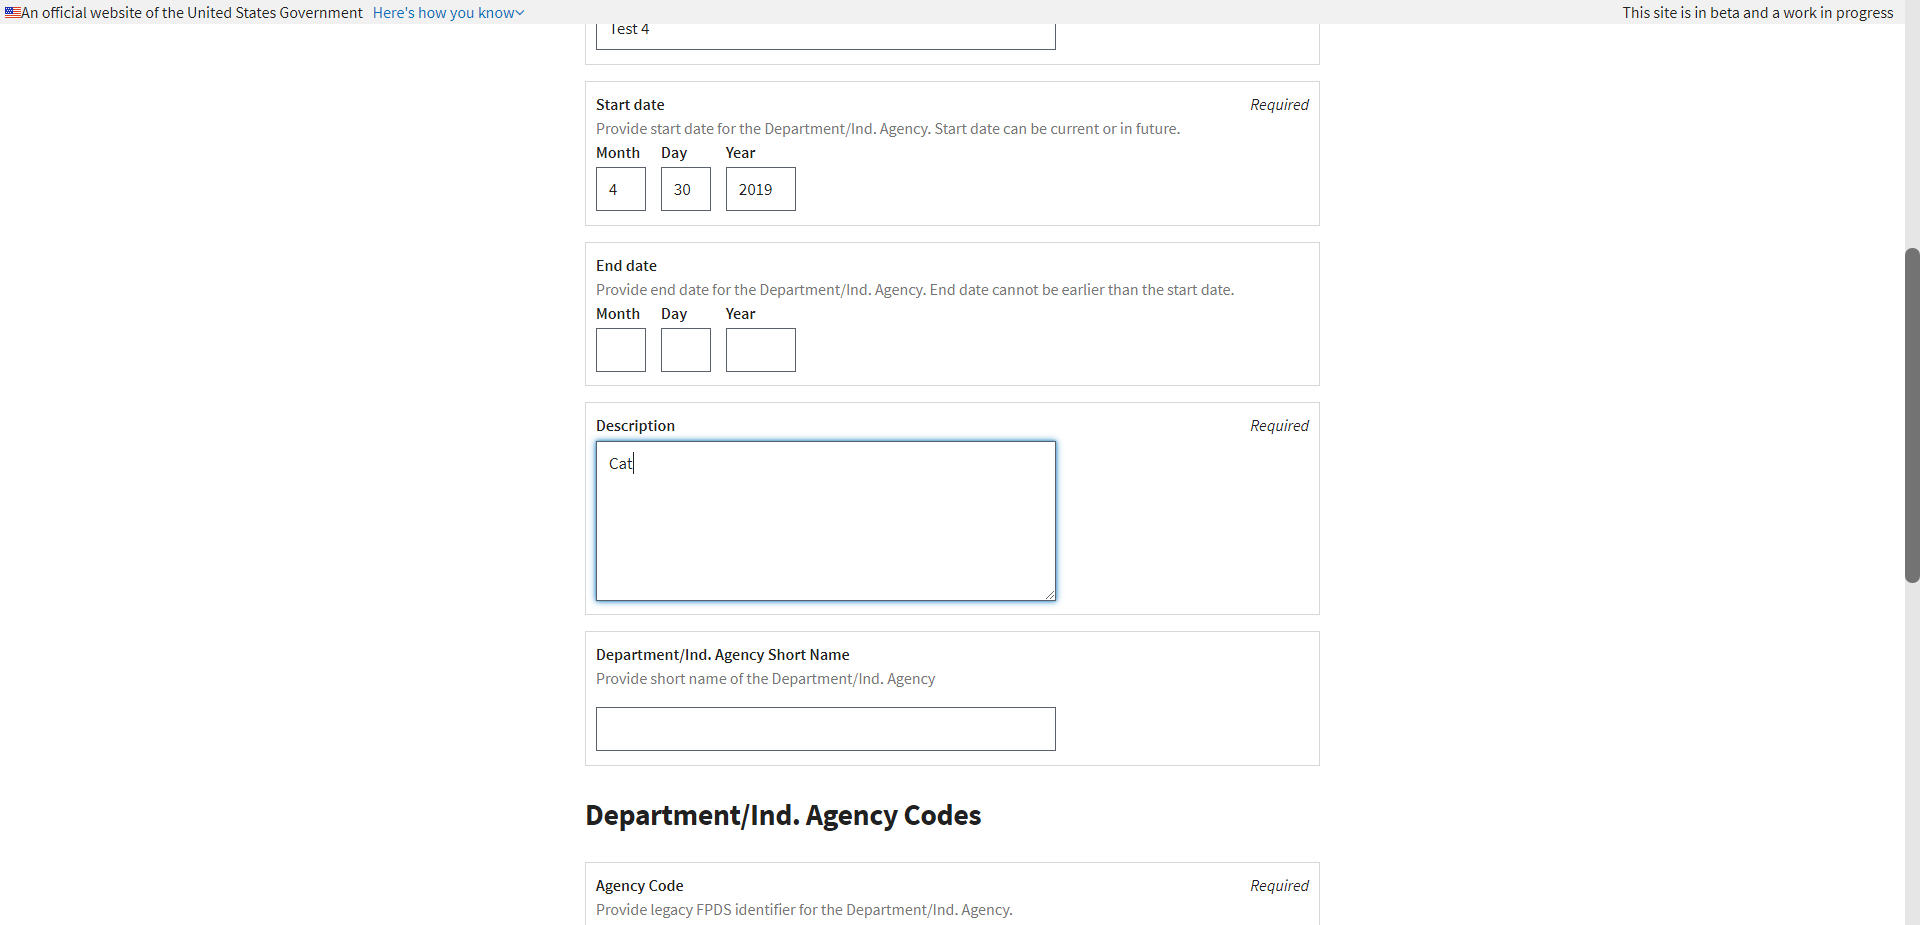 An official website of the United States Government Here's how you know
This site is in beta and a work in progress
Test 4
Start date
Required
Provide start date for the Department/Ind. Agency. Start date can be current or in future.
Month Day Year
4 30 2019
End date
Provide end date for the Department/Ind. Agency. End date cannot be earlier than the start date.
Month Day Year
Description
Required
Cat
Department/Ind. Agency Short Name
Provide short name of the Department/Ind. Agency
Department/Ind. Agency Codes
Agency Code
Required
Provide legacy FPDS identifier for the Department/Ind. Agency.